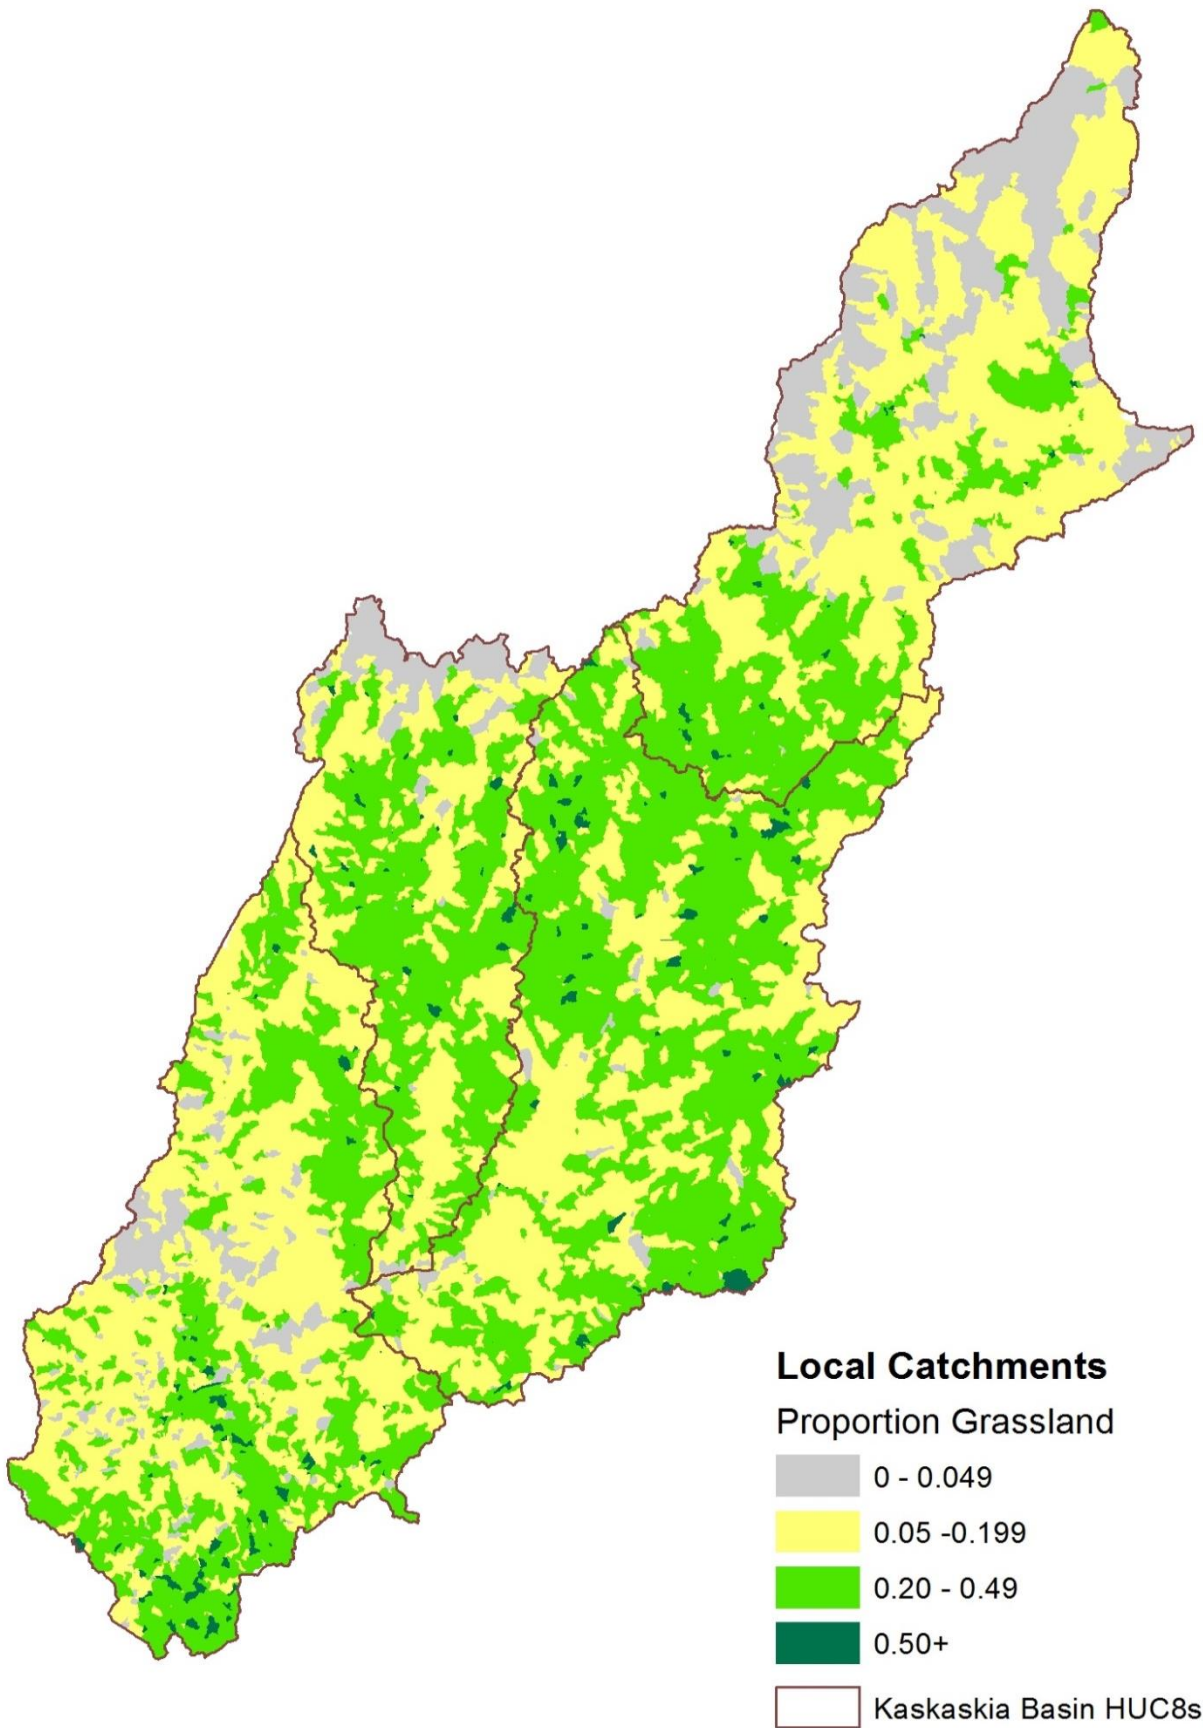 Local Catchments
Proportion Grassland
0 - 0.049
0.05 -0.199
0.20 - 0.49
0.50+
Kaskaskia Basin HUC8s